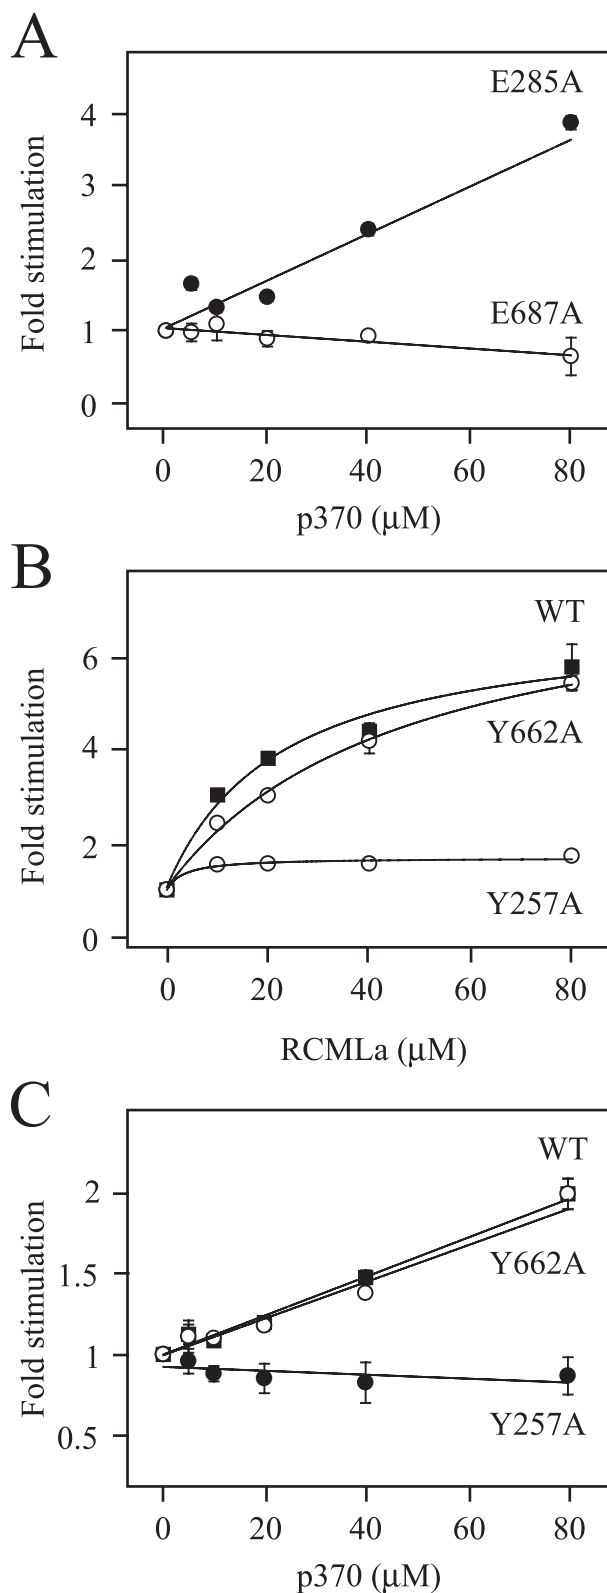 A
E285A
4
3
2
1
0
Fold stimulation
E687A
0 20 40 60 80
p370 (μM)
B
WT
6
4
2
0
Fold stimulation
Y662A
Y257A
0 20 40 60 80
RCMLa (μM)
C
WT
2
1.5
1
0.5
Fold stimulation
Y662A
Y257A
0 20 40 60 80
p370 (μM)